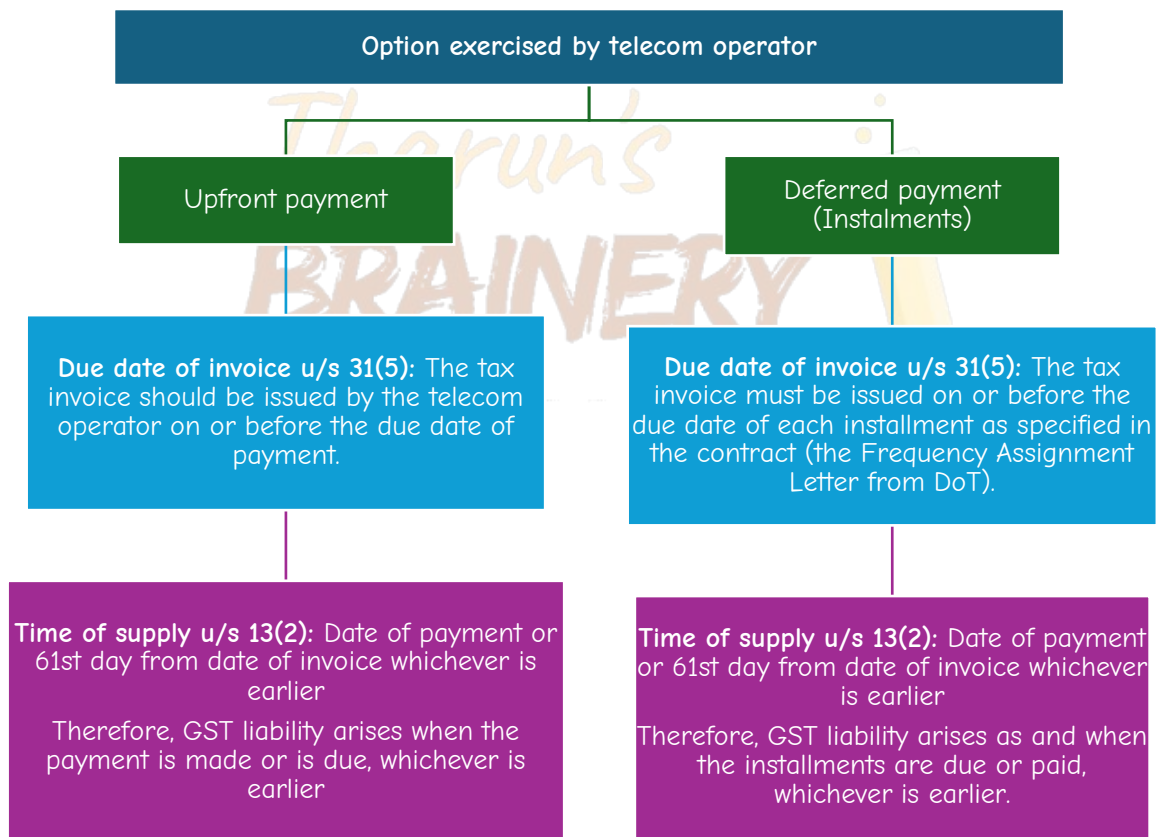 Option exercised by telecom operator
Tharun's
BRAINERY
Upfront payment
Deferred payment
(Instalments)
Due date of invoice u/s 31(5): The tax
invoice should be issued by the telecom
operator on or before the due date of
payment.
Due date of invoice u/s 31(5): The tax
invoice must be issued on or before the
due date of each installment as specified in
the contract (the Frequency Assignment
Letter from DoT).
Time of supply u/s 13(2): Date of payment or
61st day from date of invoice whichever is
earlier
Therefore, GST liability arises when the
payment is made or is due, whichever is
earlier
Time of supply u/s 13(2): Date of payment
or 61st day from date of invoice whichever
is earlier
Therefore, GST liability arises as and when
the installments are due or paid,
whichever is earlier.